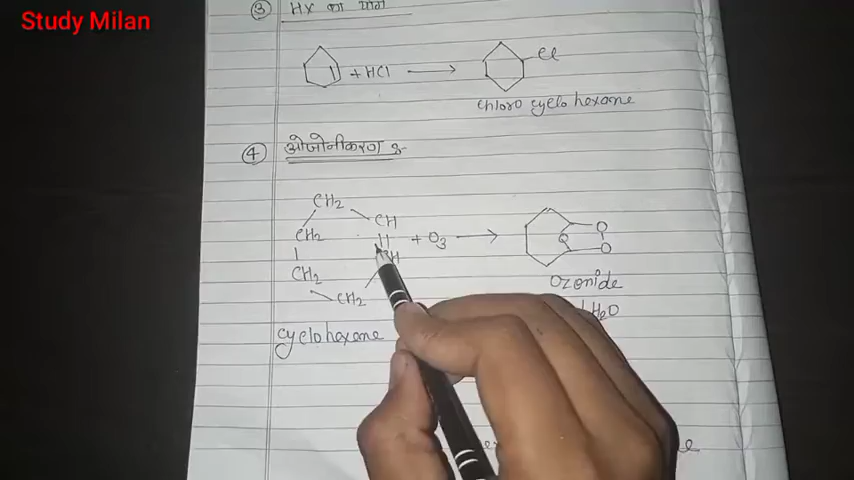 Study Milan
③ HX का योग
+ HCl ⟶ Cl
chloro cyclo hexane
④ ओजोनीकरण :-
CH₂
CH
CH₂ + O₃ ⟶ O O O
CH
CH₂
CH₂
Ozonide
H₂O
cyclohexene